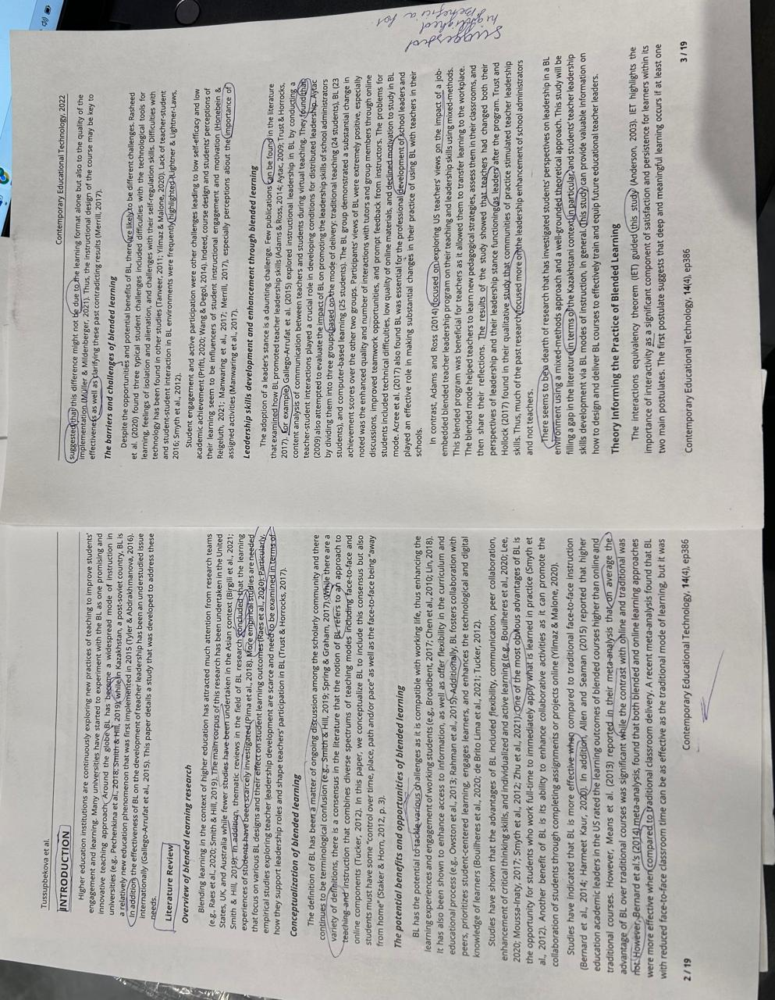 Tussupbekova et al.
INTRODUCTION
Higher education institutions are continuously exploring new practices of teaching to improve students'
engagement and learning. Many universities have started to experiment with the BL as one promising and
innovative teaching approach. Around the globe, BL has become a widespread mode of instruction in
universities (e.g., Pechenkina et al., 2018; Smith & Hill, 2019), while in Kazakhstan, a post-soviet country, BL is
a relatively new education phenomenon that was first implemented in 2015 (Tyler & Abdrakhmanova, 2016).
In addition, the effectiveness of BL on the development of teacher leadership has been an understudied issue
internationally (Gallego-Arrufat et al., 2015). This paper details a study that was developed to address these
needs.
Literature Review
Overview of blended learning research
Blending learning in the context of higher education has attracted much attention from research teams
(e.g., Raes et al., 2020; Smith & Hill, 2019). The main corpus of this research has been undertaken in the United
States, UK, and Australia while fewer studies have been undertaken in the Asian context (Birgili et al., 2021;
Smith & Hill, 2019). In addition, thematic reviews in the field of BL research concluded that the learning
experiences of students have been scarcely investigated (Pima et al., 2018). More empirical studies are needed
that focus on various BL designs and their effect on student learning outcomes (Raes et al., 2020). Particularly,
empirical studies exploring teacher leadership development are scarce and need to be examined in terms of
how they support leadership roles and shape teachers' participation in BL (Trust & Horrocks, 2017).
Conceptualization of blended learning
The definition of BL has been a matter of ongoing discussion among the scholarly community and there
continues to be terminological confusion (e.g., Smith & Hill, 2019; Spring & Graham, 2017). While there are a
variety of definitions, there is a consensus in the literature that the notion of BL refers to an approach to
teaching and instruction that combines diverse spectrums of teaching modes including face-to-face and
online components (Tucker, 2012). In this paper, we conceptualize BL to include this consensus but also
students must have some "control over time, place, path and/or pace" as well as the face-to-face being "away
from home" (Staker & Horn, 2012, p. 3).
The potential benefits and opportunities of blended learning
BL has the potential to tackle various challenges as it is compatible with working life, thus enhancing the
learning experiences and engagement of working students (e.g., Broadbent, 2017; Chen et al., 2016; Lin, 2018).
It has also been shown to enhance access to information, as well as offer flexibility in the curriculum and
educational process (e.g., Owston et al., 2013; Rahman et al., 2015). Additionally, BL fosters collaboration with
peers, prioritizes student-centered learning, engages learners, and enhances the technological and digital
knowledge of learners (Boullheres et al., 2020; de Brito Lima et al., 2021; Tucker, 2012).
Studies have shown that the advantages of BL included flexibility, communication, peer collaboration,
enhancement of critical thinking skills, and individualized and active learning (e.g., Boullheres et al., 2020; Lee,
2020; Moussa-Inaty, 2017; Smyth et al., 2012; Zhu et al., 2021). One of the most obvious advantages of BL is
the opportunity for students who work full-time to immediately apply what is learned in practice (Smyth et
al., 2012). Another benefit of BL is its ability to enhance collaborative activities as it can promote the
collaboration of students through completing assignments or projects online (Yilmaz & Malone, 2020).
Studies have indicated that BL is more effective when compared to traditional face-to-face Instruction
(Bernard et al., 2014; Harmeet Kaur, 2020). In addition, Allen and Seaman (2015) reported that higher
education academic leaders in the US rated the learning outcomes of blended courses higher than online and
traditional courses. However, Means et al. (2013) reported in their meta-analysis that on average the
advantage of BL over traditional courses was significant while the contrast with online and traditional was
not. However, Bernard et al.'s (2014) meta-analysis, found that both blended and online learning approaches
were more effective when compared to traditional classroom delivery. A recent meta-analysis found that BL
with reduced face-to-face classroom time can be as effective as the traditional mode of learning, but it was
2 / 19
Contemporary Educational Technology, 14(4), ep386
Contemporary Educational Technology, 2022
suggested that this difference might not be due to the learning format alone but also to the quality of the
implementation (Müller & Mildenberger, 2021). Thus, the instructional design of the course may be key to
effectiveness as well as clarifying these past contradicting results (Merrill, 2017).
The barriers and challenges of blended learning
Despite the opportunities and potential benefits of BL, there are likely to be different challenges. Rasheed
et al. (2020) found three typical student challenges included difficulties with the technological tools for
learning, feelings of isolation and alienation, and challenges with their self-regulation skills. Difficulties with
technology has been found in other studies (Tanveer, 2011; Yilmaz & Malone, 2020). Lack of teacher-student
and student-student interaction in BL environments were frequently highlighted (Lightner & Lightner-Laws,
2016; Smyth et al., 2012).
Student engagement and active participation were other challenges leading to low self-efficacy and low
academic achievement (Prifti, 2020; Wang & Degol, 2014). Indeed, course design and students' perceptions of
their learning seem to be influencers of student instructional engagement and motivation (Honebein &
Reigeluth, 2021; Manwaring et al., 2017; Merrill, 2017), especially perceptions about the importance of
assigned activities (Manwaring et al., 2017).
Leadership skills development and enhancement through blended learning
The adoption of a leader's stance is a daunting challenge. Few publications can be found in the literature
that examined how BL promoted teacher leadership skills (Adams & Ross, 2014; Aytac, 2009; Trust & Horrocks,
2017). For example, Gallego-Arrufat et al. (2015) explored instructional leadership in BL by conducting a
content analysis of communication between teachers and students during virtual teaching. They found that
teacher-student interactions played a crucial role in developing conditions for distributed leadership. Aytac
(2009) also attempted to evaluate the impact of BL on promoting the leadership skills of school administrators
by dividing them into three groups based on the mode of delivery: traditional teaching (24 students), BL (23
students), and computer-based learning (25 students). The BL group demonstrated a substantial change in
achievement scores over the other two groups. Participants' views of BL were extremely positive, especially
noted was the enhanced quality and number of interactions with tutors and group members through online
discussions, improved teamwork opportunities, and prompt feedback from instructors. The problems for
students included technical difficulties, low quality of online materials, and declined motivation to study in BL
mode. Acree et al. (2017) also found BL was essential for the professional development of school leaders and
played an effective role in making substantial changes in their practice of using BL with teachers in their
schools.
In contrast, Adams and Ross (2014) focused on exploring US teachers' views on the impact of a job-
embedded blended teacher leadership program on their teaching and leadership skills using mixed-methods.
This blended program was beneficial for teachers as it allowed them to transfer learning to the workplace.
The blended mode helped teachers to learn new pedagogical strategies, assess them in their classrooms, and
then share their reflections. The results of the study showed that teachers had changed both their
perspectives of leadership and their leadership stance functioning as leaders after the program. Trust and
Hollock (2017) found in their qualitative study that communities of practice stimulated teacher leadership
skills. Thus, much of the past research focused more on the leadership enhancement of school administrators
and not teachers.
There seems to be a dearth of research that has investigated students' perspectives on leadership in a BL
environment using a mixed-methods approach and a well-grounded theoretical approach. This study will be
filling a gap in the literature in terms of the Kazakhstani context in particular, and students' teacher leadership
skills development via BL modes of instruction, in general. This study can provide valuable information on
how to design and deliver BL courses to effectively train and equip future educational teacher leaders.
Theory Informing the Practice of Blended Learning
The interactions equivalency theorem (IET) guided this study (Anderson, 2003). IET highlights the
importance of interactivity as a significant component of satisfaction and persistence for learners within its
two main postulates. The first postulate suggests that deep and meaningful learning occurs if at least one
Contemporary Educational Technology, 14(4), ep386
3 / 19
suggested
highlighted